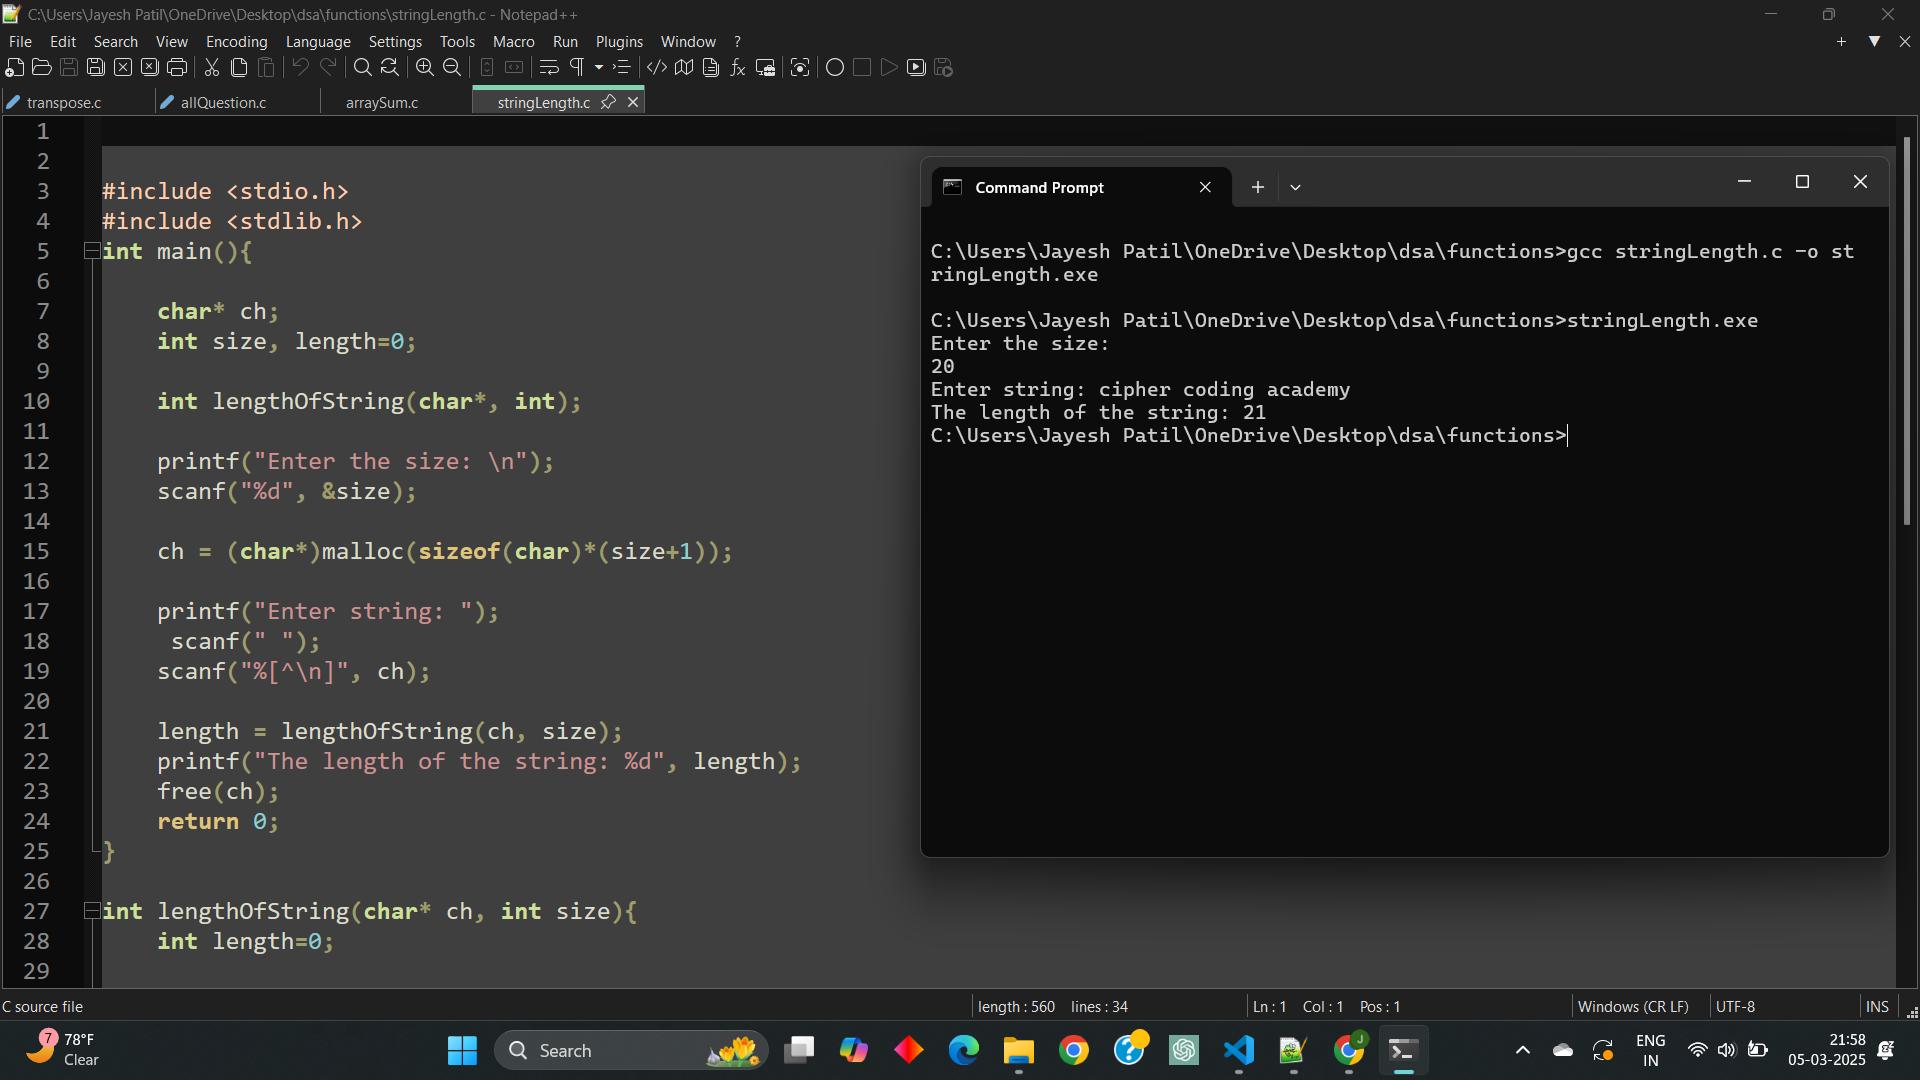 C:\Users\Jayesh Patil\OneDrive\Desktop\dsa\functions\stringLength.c - Notepad++
File Edit Search View Encoding Language Settings Tools Macro Run Plugins Window ?
transpose.c allQuestion.c arraySum.c stringLength.c
1
2
3 #include <stdio.h>
4 #include <stdlib.h>
5 int main(){
6
7 char* ch;
8 int size, length=0;
9
10 int lengthOfString(char*, int);
11
12 printf("Enter the size: \n");
13 scanf("%d", &size);
14
15 ch = (char*)malloc(sizeof(char)*(size+1));
16
17 printf("Enter string: ");
18 scanf(" ");
19 scanf("%[^\n]", ch);
20
21 length = lengthOfString(ch, size);
22 printf("The length of the string: %d", length);
23 free(ch);
24 return 0;
25 }
26
27 int lengthOfString(char* ch, int size){
28 int length=0;
29
Command Prompt
C:\Users\Jayesh Patil\OneDrive\Desktop\dsa\functions>gcc stringLength.c -o st
ringLength.exe
C:\Users\Jayesh Patil\OneDrive\Desktop\dsa\functions>stringLength.exe
Enter the size:
20
Enter string: cipher coding academy
The length of the string: 21
C:\Users\Jayesh Patil\OneDrive\Desktop\dsa\functions>
C source file length : 560 lines : 34 Ln : 1 Col : 1 Pos : 1 Windows (CR LF) UTF-8 INS
7
78°F
Clear
Search
J
ENG
IN
21:58
05-03-2025